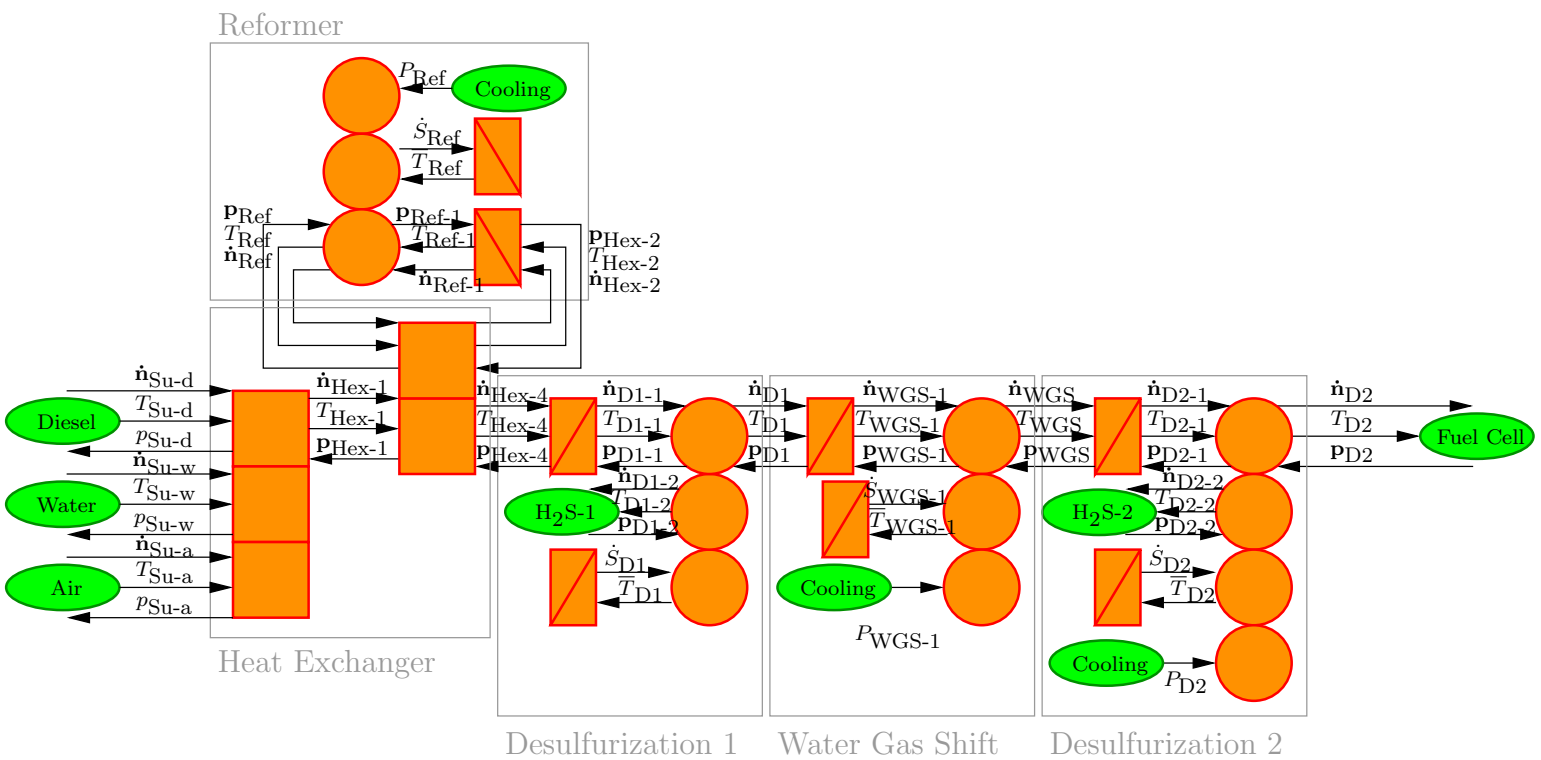 Reformer
P_Ref
Cooling
Ṡ_Ref
T̅_Ref
p_Ref
p_Ref-1
T_Ref
T_Ref-1
ṅ_Ref
ṅ_Ref-1
p_Hex-2
T_Hex-2
ṅ_Hex-2
ṅ_Su-d
T_Su-d
Diesel
p_Su-d
ṅ_Su-w
T_Su-w
Water
p_Su-w
ṅ_Su-a
T_Su-a
Air
p_Su-a
ṅ_Hex-1
T_Hex-1
p_Hex-1
Heat Exchanger
ṅ_Hex-4
T_Hex-4
p_Hex-4
ṅ_D1-1
T_D1-1
p_D1-1
ṅ_D1-2
T_D1-2
p_D1-2
H₂S-1
Ṡ_D1
T̅_D1
Desulfurization 1
ṅ_D1
T_D1
p_D1
ṅ_WGS-1
T_WGS-1
p_WGS-1
Ṡ_WGS-1
T̅_WGS-1
Cooling
P_WGS-1
Water Gas Shift
ṅ_WGS
T_WGS
p_WGS
ṅ_D2-1
T_D2-1
p_D2-1
ṅ_D2-2
T_D2-2
p_D2-2
H₂S-2
Ṡ_D2
T̅_D2
Cooling
P_D2
Desulfurization 2
ṅ_D2
T_D2
p_D2
Fuel Cell